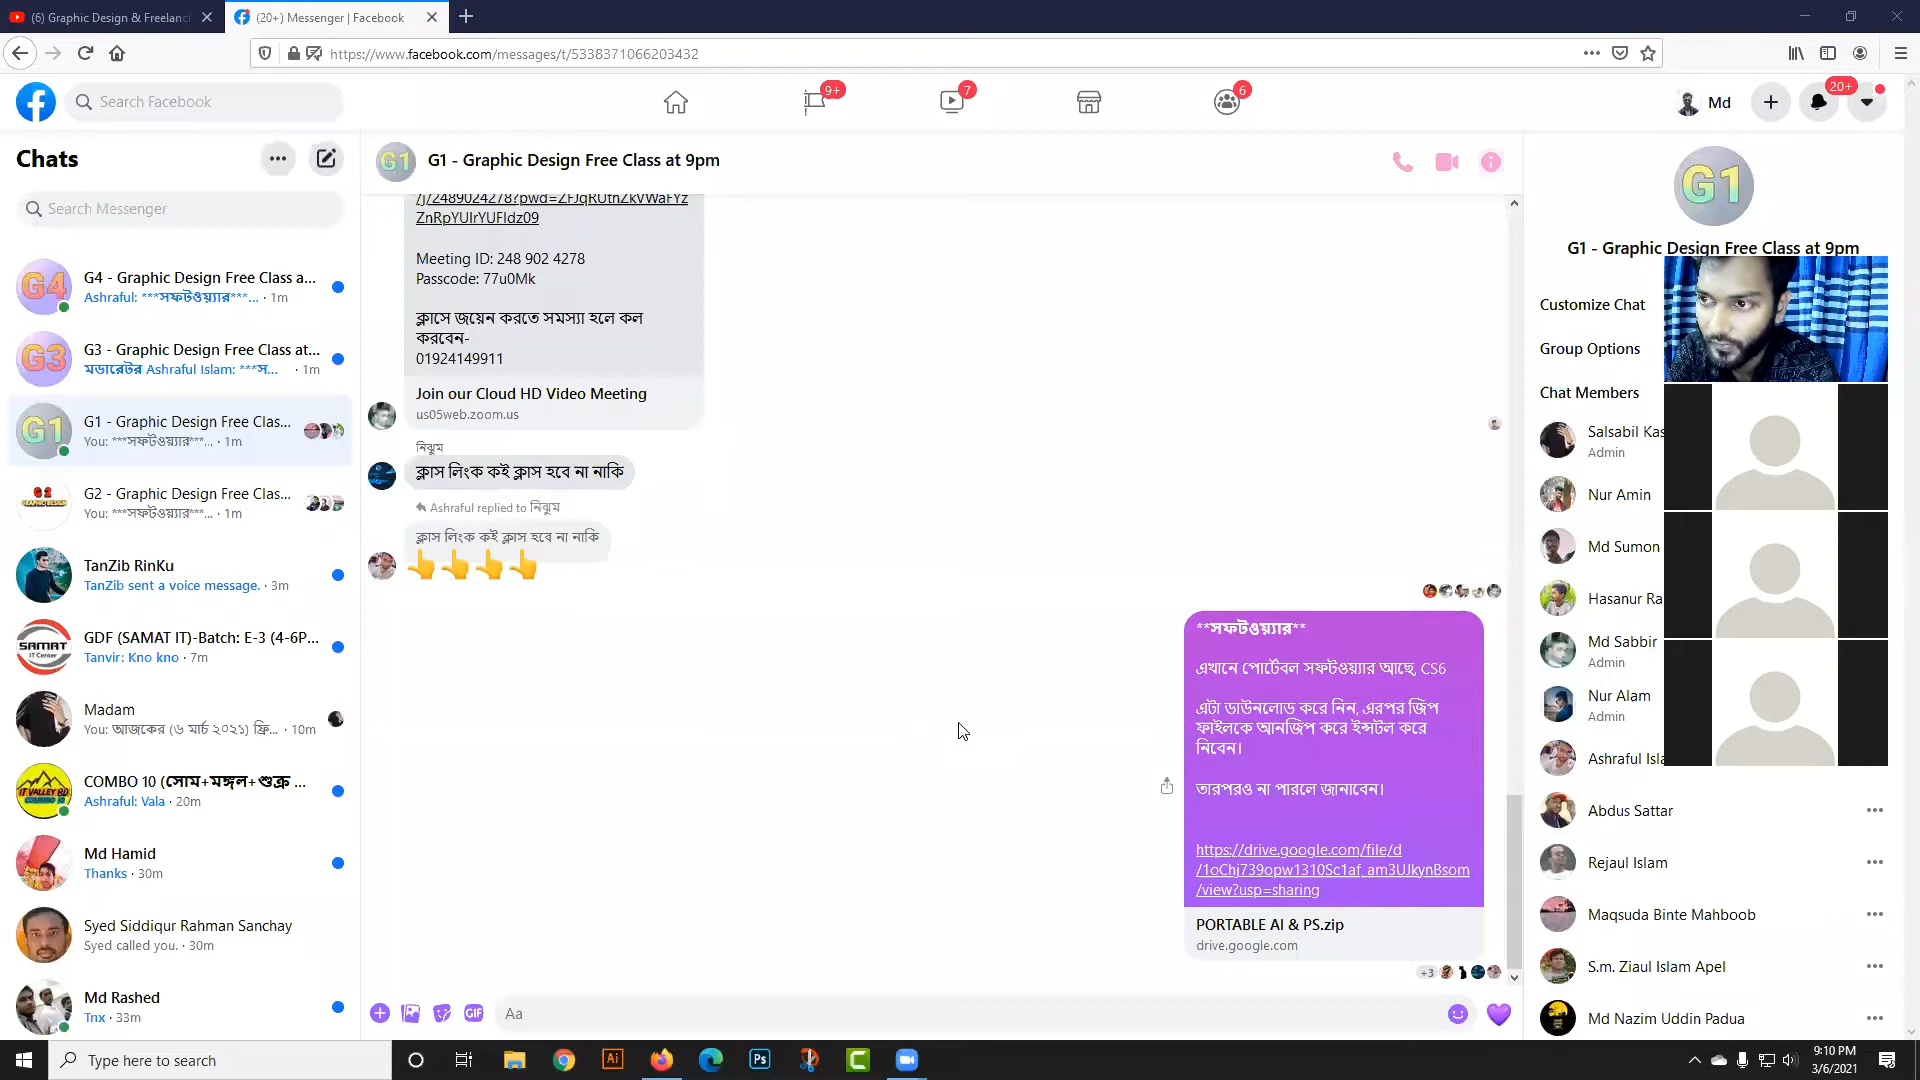 (6) Graphic Design & Freelanc
(20+) Messenger | Facebook
https://www.facebook.com/messages/t/5338371066203432
Search Facebook
9+
7
6
Md
20+
Chats
Search Messenger
G4 - Graphic Design Free Class a...
Ashraful: ***সফটওয়্যার***... · 1m
G3 - Graphic Design Free Class at...
মডারেটর Ashraful Islam: ***স... · 1m
G1 - Graphic Design Free Clas...
You: ***সফটওয়্যার***... · 1m
G2 - Graphic Design Free Clas...
You: ***সফটওয়্যার***... · 1m
TanZib RinKu
TanZib sent a voice message. · 3m
GDF (SAMAT IT)-Batch: E-3 (4-6P...
Tanvir: Kno kno · 7m
Madam
You: আজকের (৬ মার্চ ২০২১) ফ্রি... · 10m
COMBO 10 (সোম+মঙ্গল+শুক্র ...
Ashraful: Vala · 20m
Md Hamid
Thanks · 30m
Syed Siddiqur Rahman Sanchay
Syed called you. · 30m
Md Rashed
Tnx · 33m
G1 - Graphic Design Free Class at 9pm
/j/2489024278?pwd=ZFJqRUtnZkVWaFYz
ZnRpYUIrYUFIdz09
Meeting ID: 248 902 4278
Passcode: 77u0Mk
ক্লাসে জয়েন করতে সমস্যা হলে কল
করবেন-
01924149911
Join our Cloud HD Video Meeting
us05web.zoom.us
নিঝুম
ক্লাস লিংক কই ক্লাস হবে না নাকি
Ashraful replied to নিঝুম
ক্লাস লিংক কই ক্লাস হবে না নাকি
**সফটওয়্যার**
এখানে পোর্টেবল সফটওয়্যার আছে, CS6
এটা ডাউনলোড করে নিন, এরপর জিপ
ফাইলকে আনজিপ করে ইন্সটল করে
নিবেন।
তারপরও না পারলে জানাবেন।
https://drive.google.com/file/d
/1oChj739opw1310Sc1af_am3UJkynBsom
/view?usp=sharing
PORTABLE AI & PS.zip
drive.google.com
+3
GIF
Aa
G1
G1 - Graphic Design Free Class at 9pm
Customize Chat
Group Options
Chat Members
Salsabil Kas
Admin
Nur Amin
Md Sumon
Hasanur Ra
Md Sabbir
Admin
Nur Alam
Admin
Ashraful Isla
Abdus Sattar
Rejaul Islam
Maqsuda Binte Mahboob
S.m. Ziaul Islam Apel
Md Nazim Uddin Padua
Type here to search
Ai
Ps
9:10 PM
3/6/2021